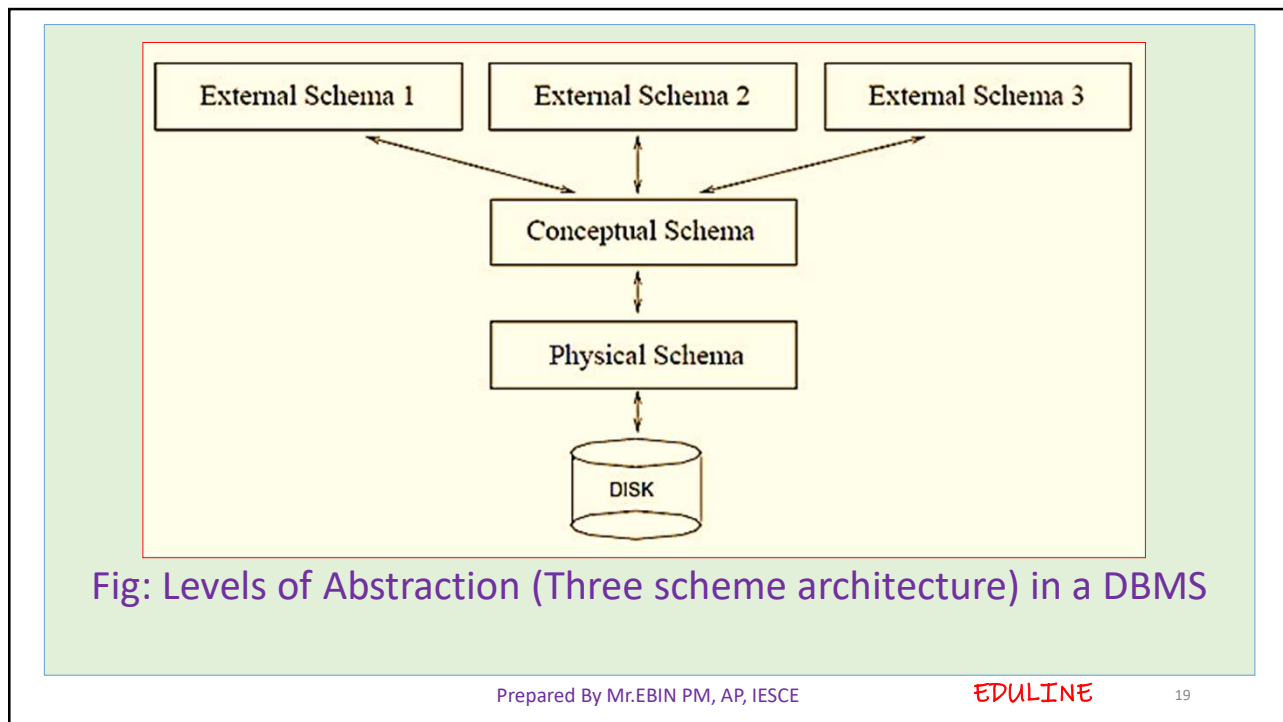 External Schema 1 External Schema 2 External Schema 3
Conceptual Schema
Physical Schema
DISK
Fig: Levels of Abstraction (Three scheme architecture) in a DBMS
Prepared By Mr.EBIN PM, AP, IESCE EDULINE 19